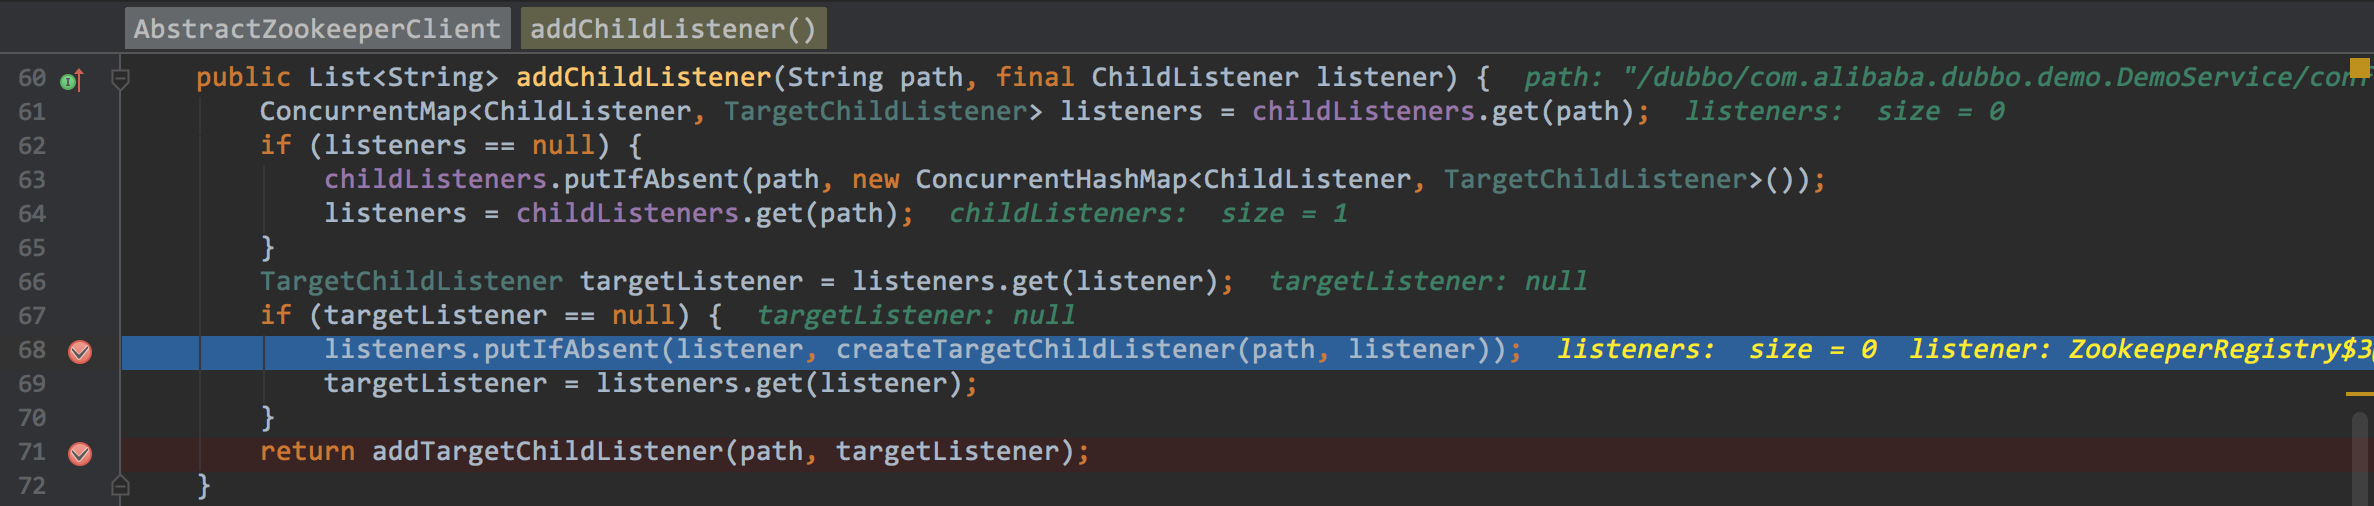 AbstractZookeeperClient addChildListener()
60 public List<String> addChildListener(String path, final ChildListener listener) { path: "/dubbo/com.alibaba.dubbo.demo.DemoService/conf
61 ConcurrentMap<ChildListener, TargetChildListener> listeners = childListeners.get(path); listeners: size = 0
62 if (listeners == null) {
63 childListeners.putIfAbsent(path, new ConcurrentHashMap<ChildListener, TargetChildListener>());
64 listeners = childListeners.get(path); childListeners: size = 1
65 }
66 TargetChildListener targetListener = listeners.get(listener); targetListener: null
67 if (targetListener == null) { targetListener: null
68 listeners.putIfAbsent(listener, createTargetChildListener(path, listener)); listeners: size = 0 listener: ZookeeperRegistry$3
69 targetListener = listeners.get(listener);
70 }
71 return addTargetChildListener(path, targetListener);
72 }